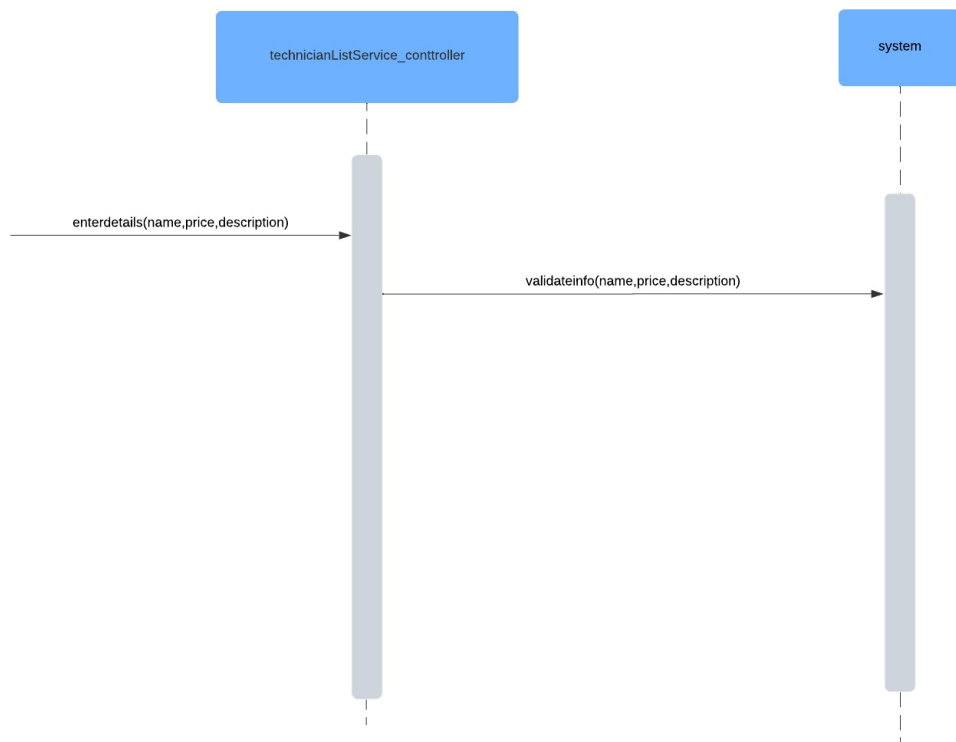 technicianListService_conttroller
system
enterdetails(name,price,description)
validateinfo(name,price,description)